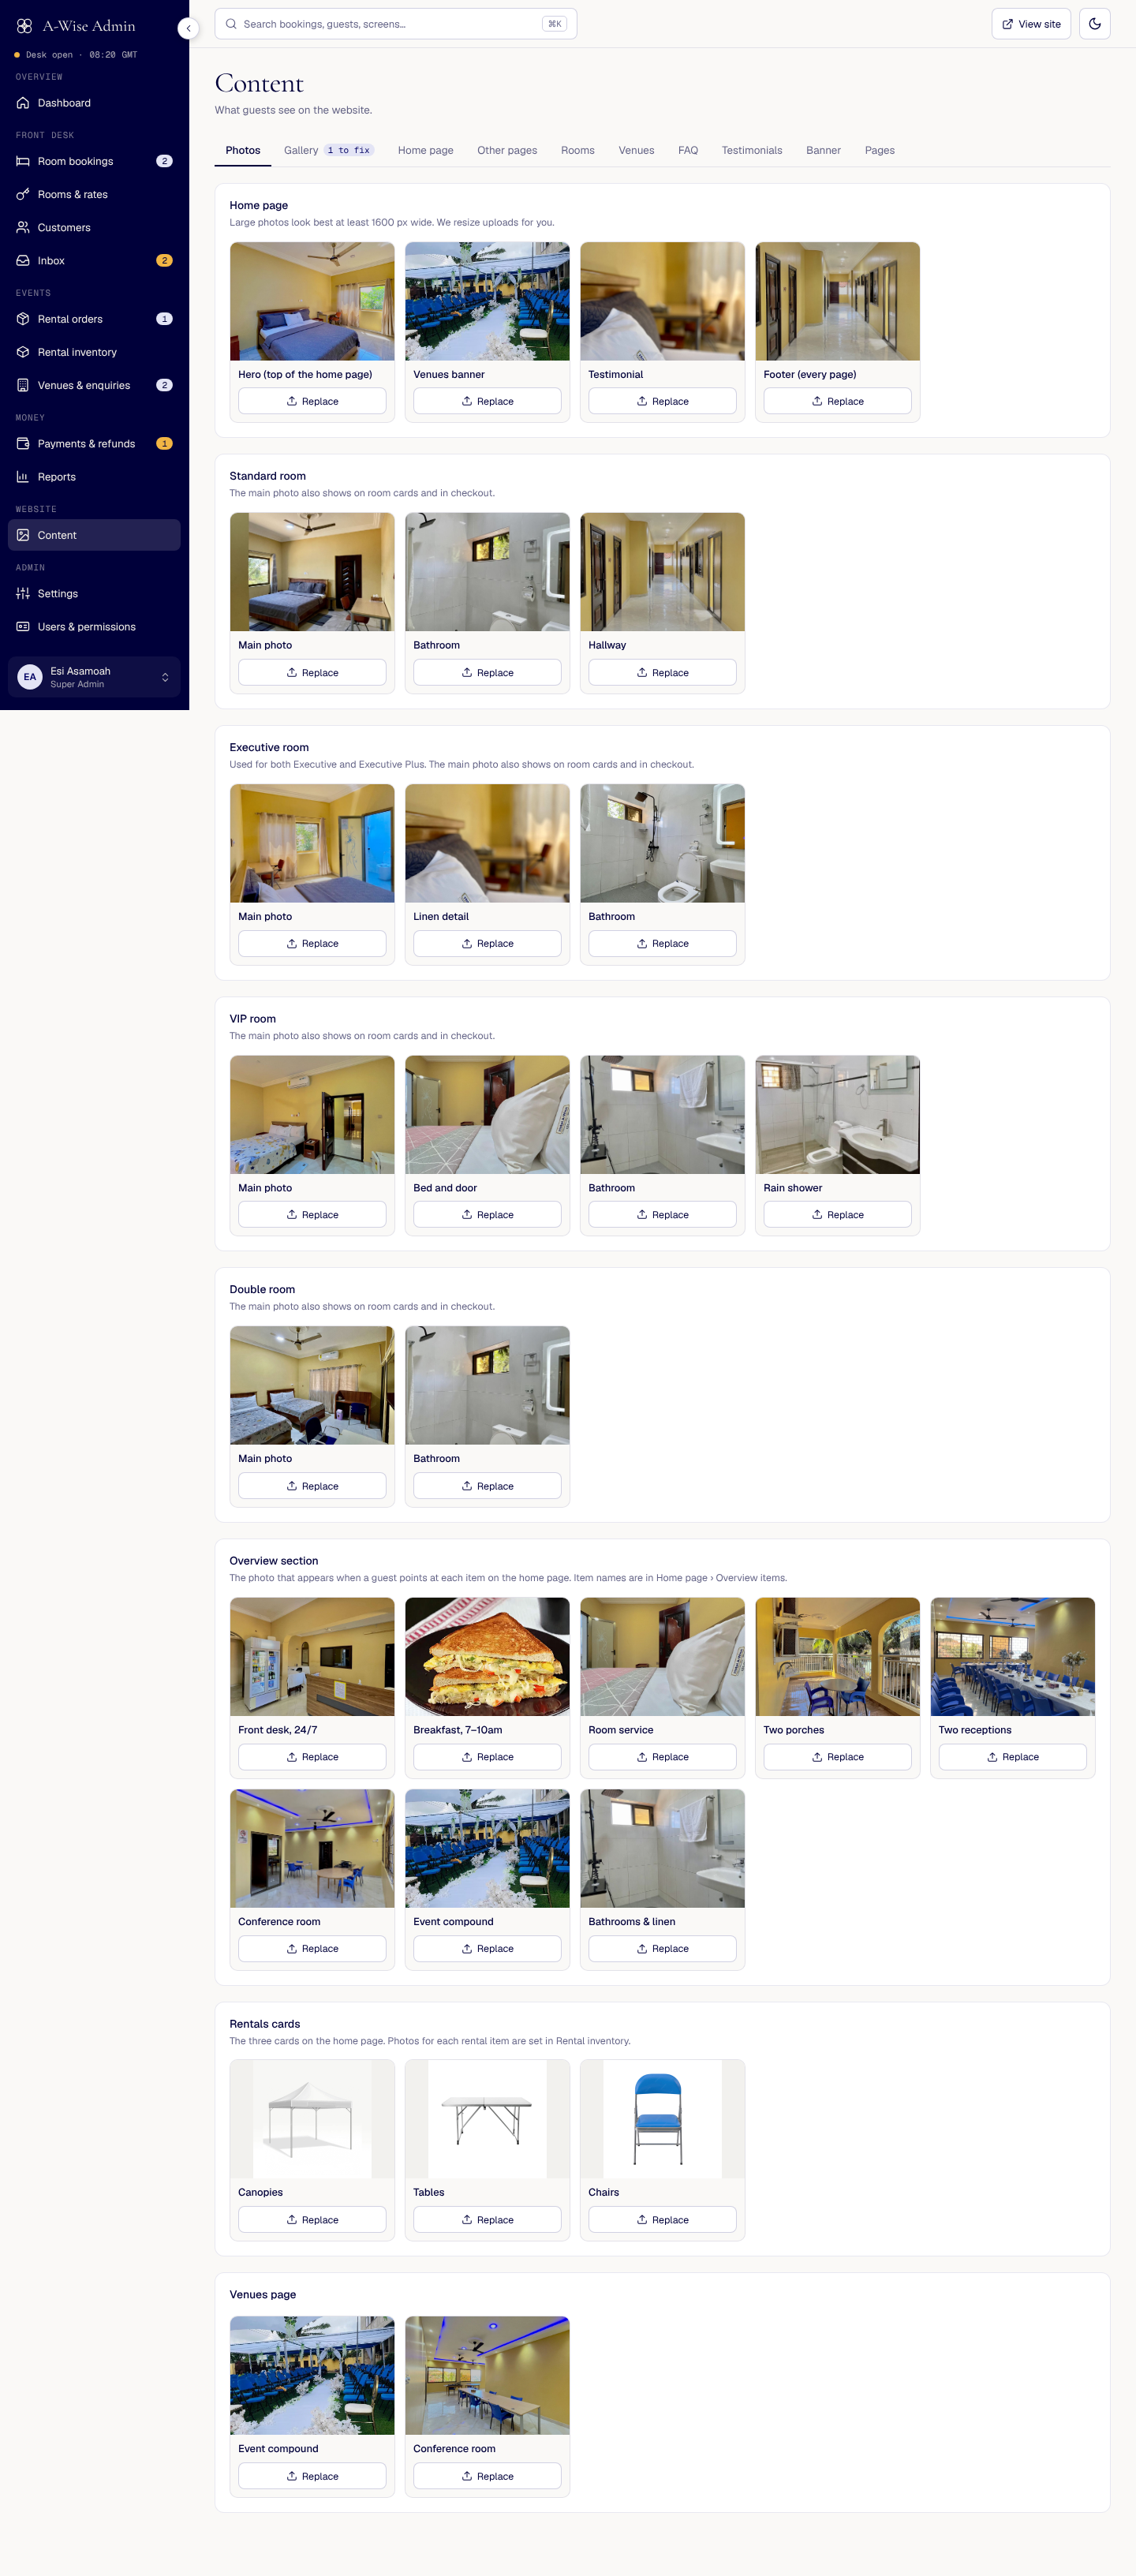 A-Wise Admin
Desk open · 08:20 GMT
OVERVIEW
Dashboard
FRONT DESK
Room bookings 2
Rooms & rates
Customers
Inbox 2
EVENTS
Rental orders 1
Rental inventory
Venues & enquiries 2
MONEY
Payments & refunds 1
Reports
WEBSITE
Content
ADMIN
Settings
Users & permissions
EA
Esi Asamoah
Super Admin
Search bookings, guests, screens... ⌘K
View site
Content
What guests see on the website.
Photos Gallery 1 to fix Home page Other pages Rooms Venues FAQ Testimonials Banner Pages
Home page
Large photos look best at least 1600 px wide. We resize uploads for you.
Hero (top of the home page) Venues banner Testimonial Footer (every page)
Replace Replace Replace Replace
Standard room
The main photo also shows on room cards and in checkout.
Main photo Bathroom Hallway
Replace Replace Replace
Executive room
Used for both Executive and Executive Plus. The main photo also shows on room cards and in checkout.
Main photo Linen detail Bathroom
Replace Replace Replace
VIP room
The main photo also shows on room cards and in checkout.
Main photo Bed and door Bathroom Rain shower
Replace Replace Replace Replace
Double room
The main photo also shows on room cards and in checkout.
Main photo Bathroom
Replace Replace
Overview section
The photo that appears when a guest points at each item on the home page. Item names are in Home page › Overview items.
Front desk, 24/7 Breakfast, 7–10am Room service Two porches Two receptions
Replace Replace Replace Replace Replace
Conference room Event compound Bathrooms & linen
Replace Replace Replace
Rentals cards
The three cards on the home page. Photos for each rental item are set in Rental inventory.
Canopies Tables Chairs
Replace Replace Replace
Venues page
Event compound Conference room
Replace Replace